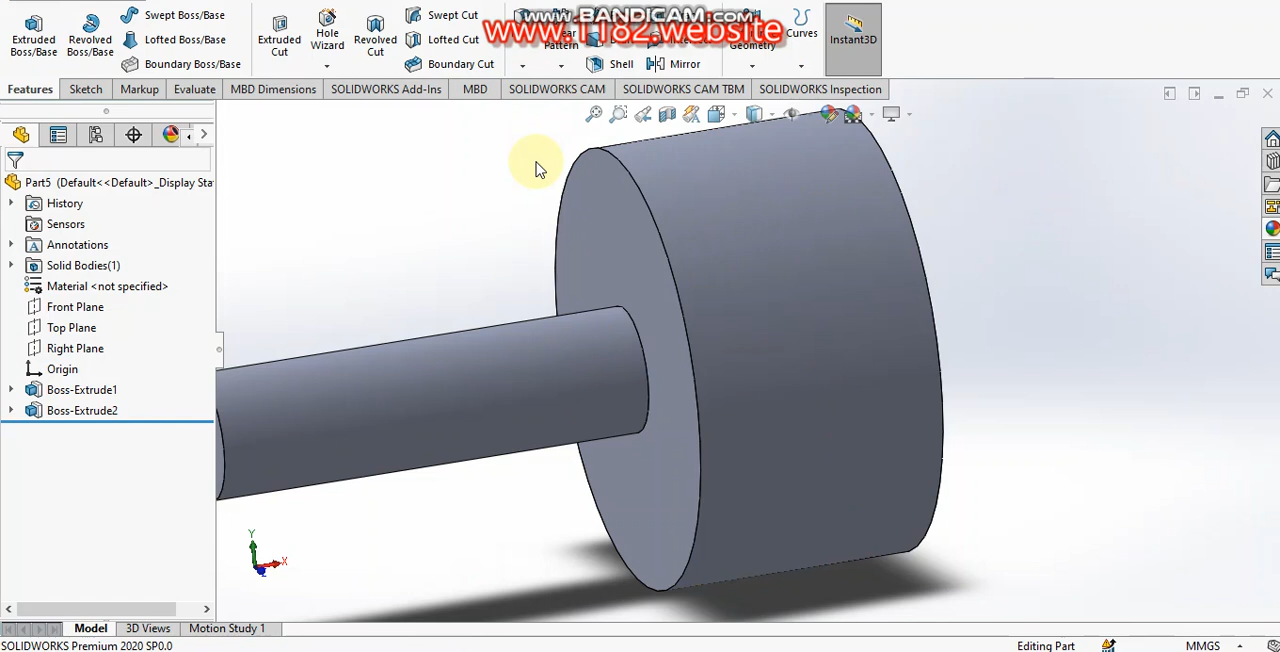 www.BANDICAM.com
www.1182.website
Extruded Boss/Base
Revolved Boss/Base
Swept Boss/Base
Lofted Boss/Base
Boundary Boss/Base
Extruded Cut
Hole Wizard
Revolved Cut
Swept Cut
Lofted Cut
Boundary Cut
Pattern
Shell
Mirror
Geometry
Curves
Instant3D
Features
Sketch
Markup
Evaluate
MBD Dimensions
SOLIDWORKS Add-Ins
MBD
SOLIDWORKS CAM
SOLIDWORKS CAM TBM
SOLIDWORKS Inspection
Part5 (Default<<Default>_Display Sta
History
Sensors
Annotations
Solid Bodies(1)
Material <not specified>
Front Plane
Top Plane
Right Plane
Origin
Boss-Extrude1
Boss-Extrude2
Y
X
Z
Model
3D Views
Motion Study 1
SOLIDWORKS Premium 2020 SP0.0
Editing Part
MMGS